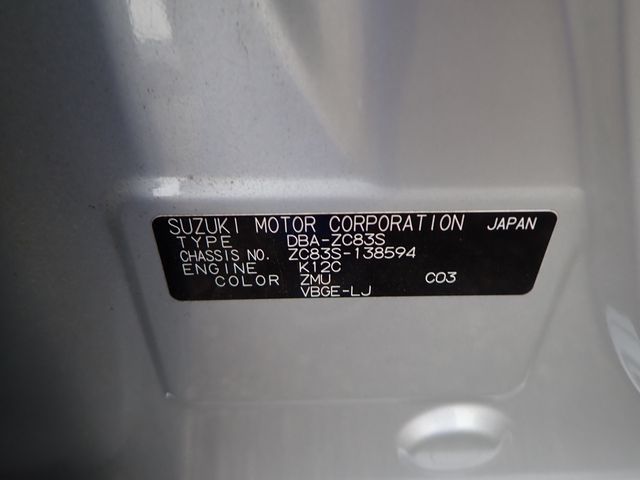 SUZUKI MOTOR CORPORATION JAPAN
TYPE DBA-ZC83S
CHASSIS NO. ZC83S-138594
ENGINE K12C
COLOR ZMU C03
VBGE-LJ